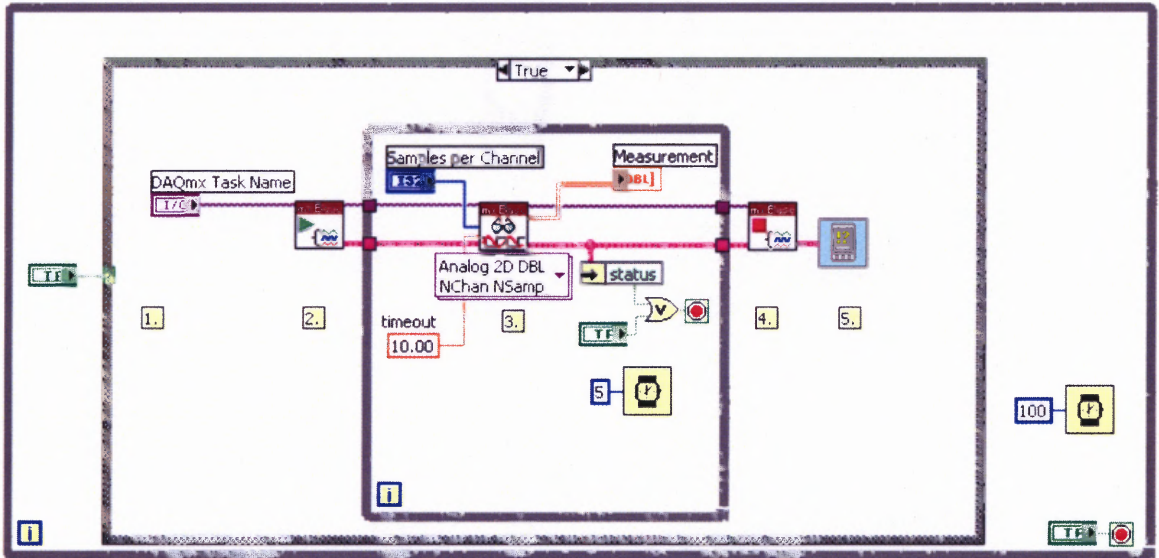 True
Samples per Channel
Measurement
I32
DBL]
DAQmx Task Name
I/O
Analog 2D DBL
NChan NSamp
status
TF
1.
2.
timeout
3.
4.
5.
10.00
TF
5
100
i
i
TF